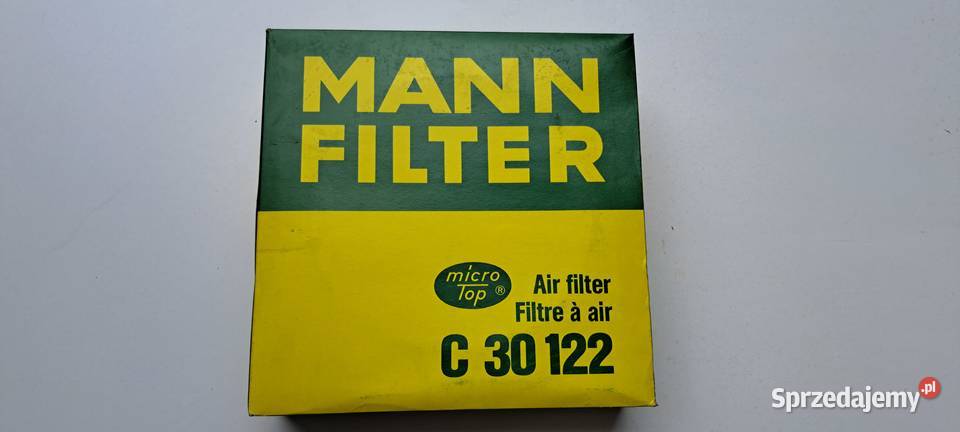 MANN
FILTER
micro
Top ®
Air filter
Filtre à air
C 30 122
Sprzedajemy.pl